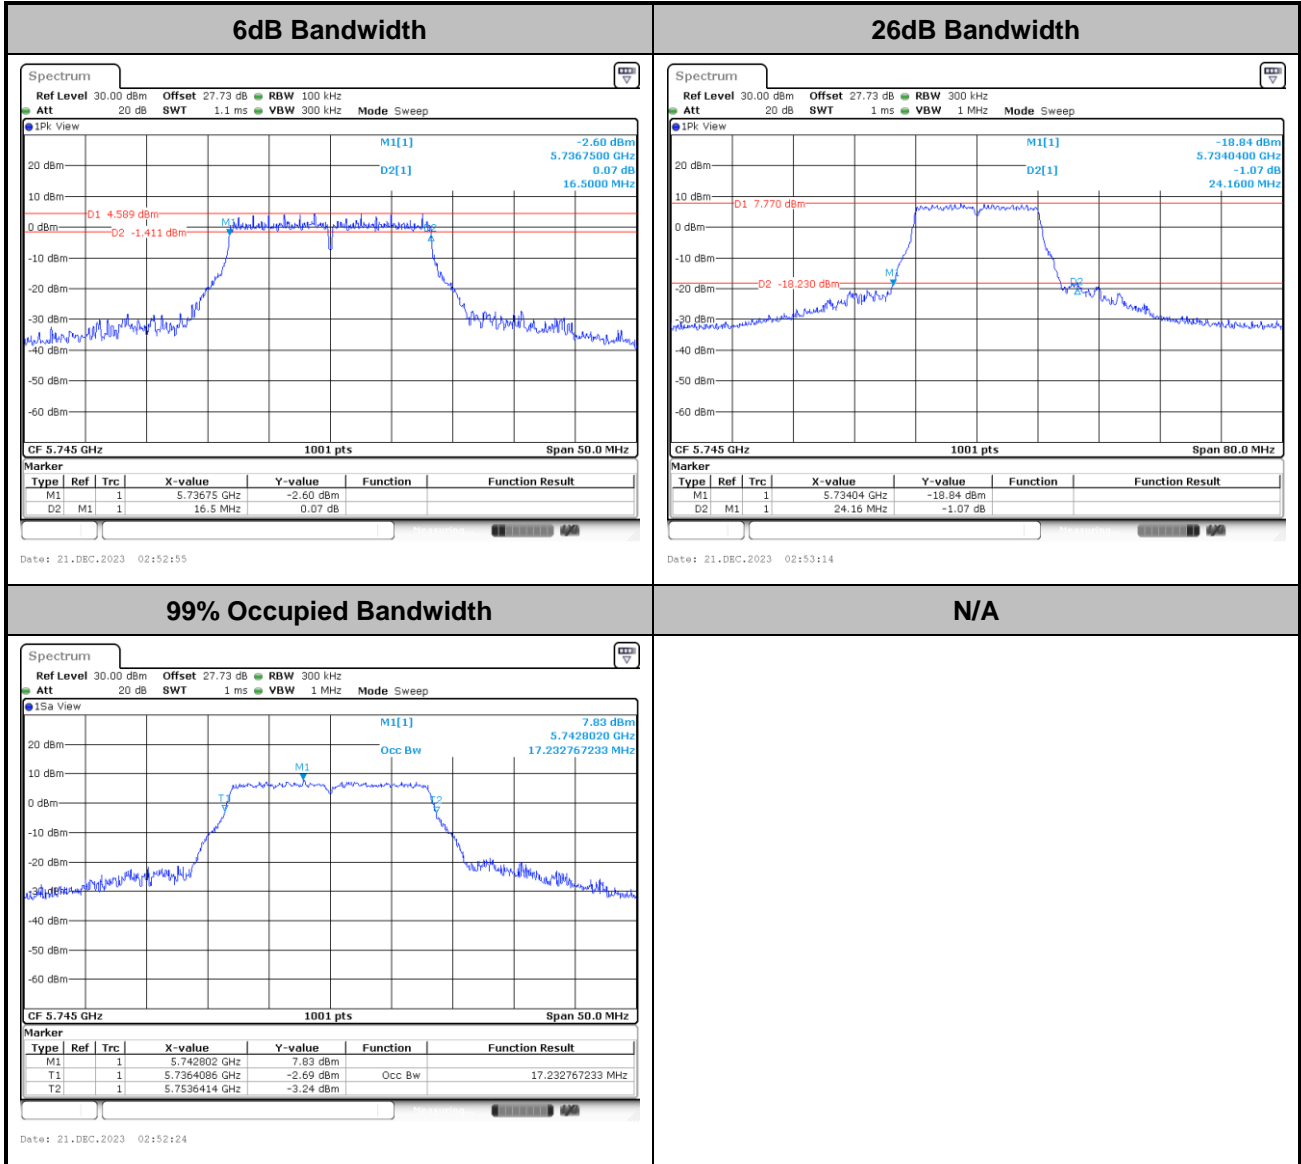 6dB Bandwidth
26dB Bandwidth
Spectrum
Ref Level 30.00 dBm Offset 27.73 dB RBW 100 kHz
Att 20 dB SWT 1.1 ms VBW 300 kHz Mode Sweep
1Pk View
M1[1] -2.60 dBm
5.7367500 GHz
D2[1] 0.07 dB
16.5000 MHz
20 dBm
10 dBm
D1 4.589 dBm
M1
0 dBm
D2 -1.411 dBm
-10 dBm
-20 dBm
-30 dBm
-40 dBm
-50 dBm
-60 dBm
CF 5.745 GHz 1001 pts Span 50.0 MHz
Marker
Type Ref Trc X-value Y-value Function Function Result
M1 1 5.73675 GHz -2.60 dBm
D2 M1 1 16.5 MHz 0.07 dB
Date: 21.DEC.2023 02:52:55
Spectrum
Ref Level 30.00 dBm Offset 27.73 dB RBW 300 kHz
Att 20 dB SWT 1 ms VBW 1 MHz Mode Sweep
1Pk View
M1[1] -18.84 dBm
5.7340400 GHz
D2[1] -1.07 dB
24.1600 MHz
20 dBm
10 dBm
D1 7.770 dBm
0 dBm
-10 dBm
M1
D2 -18.230 dBm
D2
-20 dBm
-30 dBm
-40 dBm
-50 dBm
-60 dBm
CF 5.745 GHz 1001 pts Span 80.0 MHz
Marker
Type Ref Trc X-value Y-value Function Function Result
M1 1 5.73404 GHz -18.84 dBm
D2 M1 1 24.16 MHz -1.07 dB
Date: 21.DEC.2023 02:53:14
99% Occupied Bandwidth
N/A
Spectrum
Ref Level 30.00 dBm Offset 27.73 dB RBW 300 kHz
Att 20 dB SWT 1 ms VBW 1 MHz Mode Sweep
1Sa View
M1[1] 7.83 dBm
5.7428020 GHz
Occ Bw 17.232767233 MHz
20 dBm
M1
10 dBm
T1
T2
0 dBm
-10 dBm
-20 dBm
-30 dBm
-40 dBm
-50 dBm
-60 dBm
CF 5.745 GHz 1001 pts Span 50.0 MHz
Marker
Type Ref Trc X-value Y-value Function Function Result
M1 1 5.742802 GHz 7.83 dBm
T1 1 5.7364086 GHz -2.69 dBm Occ Bw 17.232767233 MHz
T2 1 5.7536414 GHz -3.24 dBm
Date: 21.DEC.2023 02:52:24